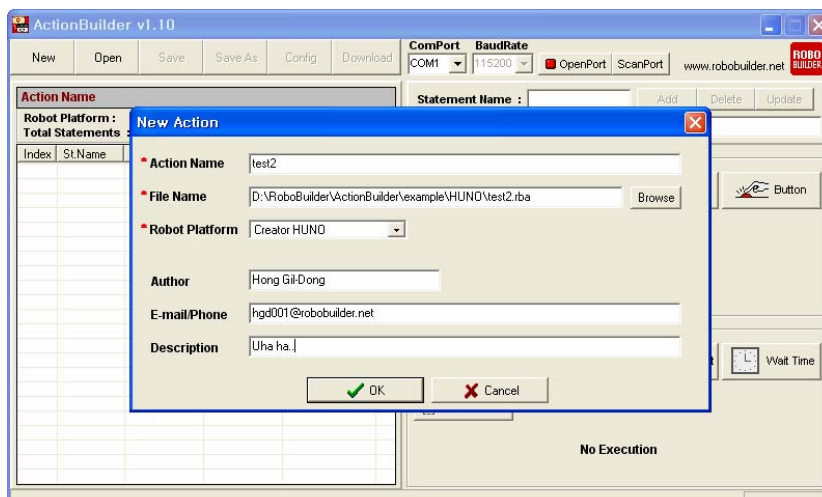 ActionBuilder v1.10
New Open Save Save As Config Download
ComPort BaudRate
COM1 115200 OpenPort ScanPort www.robobuilder.net ROBO BUILDER
Action Name
Statement Name : Add Delete Update
Robot Platform :
Total Statements :
Index St.Name
New Action
* Action Name test2
* File Name D:\RoboBuilder\ActionBuilder\example\HUNO\test2.rba Browse
* Robot Platform Creator HUNO
Button
Author Hong Gil-Dong
E-mail/Phone hgd001@robobuilder.net
Description Uha ha..
Wait Time
OK Cancel
No Execution